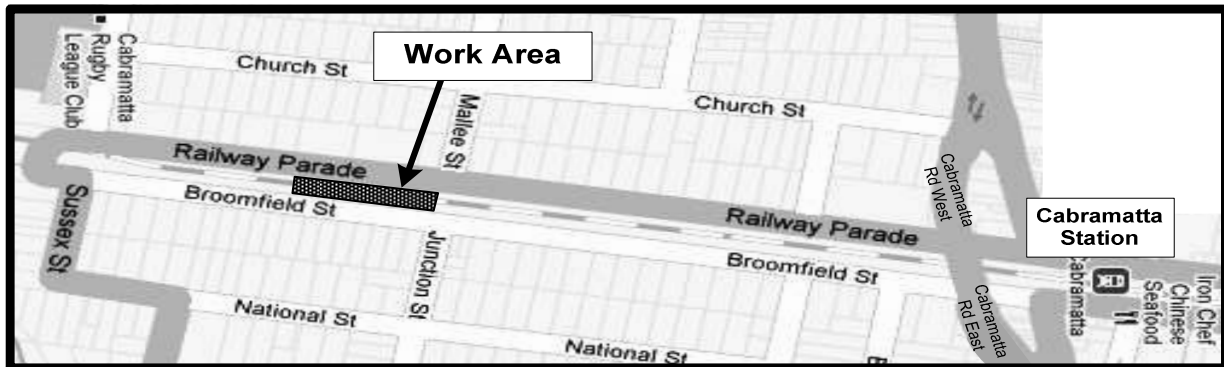 Work Area
Cabramatta
Rugby
League Club
Church St
Mallee St
Church St
Railway Parade
Broomfield St
Sussex St
Junction St
National St
National St
Railway Parade
Broomfield St
Cabramatta
Rd West
Cabramatta
Rd East
Cabramatta
Station
Cabramatta
Iron Chef
Chinese
Seafood